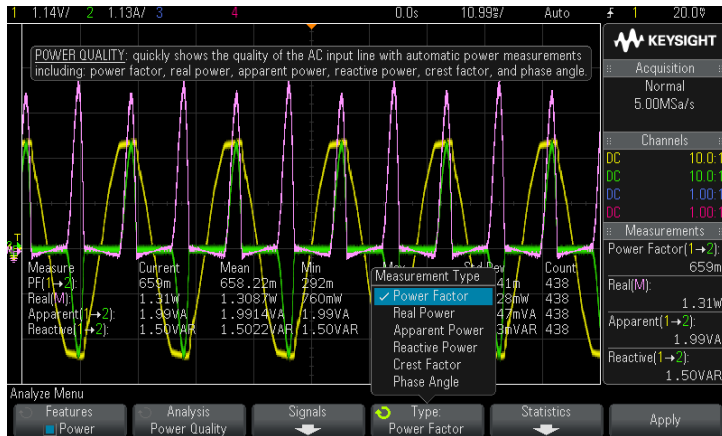 1 1.14V/ 2 1.13A/ 3 4 0.0s 10.99ms/ Auto 1 20.0V
KEYSIGHT
POWER QUALITY: quickly shows the quality of the AC input line with automatic power measurements
including: power factor, real power, apparent power, reactive power, crest factor, and phase angle.
Acquisition
Normal
5.00MSa/s
Channels
DC 10.0:1
DC 10.0:1
DC 1.00:1
DC 1.00:1
Measurements
Power Factor(1→2):
659m
Real(M):
1.31W
Apparent(1→2):
1.99VA
Reactive(1→2):
1.50VAR
Measure Current Mean Min Count
PF(1→2): 659m 658.22m 292m 438
Real(M): 1.31W 1.3087W 760mW 438
Apparent(1→2): 1.99VA 1.9914VA 1.99VA 438
Reactive(1→2): 1.50VAR 1.5022VAR 1.50VAR 438
Measurement Type
Power Factor
Real Power
Apparent Power
Reactive Power
Crest Factor
Phase Angle
Analyze Menu
Features
Power
Analysis
Power Quality
Signals
Type:
Power Factor
Statistics
Apply